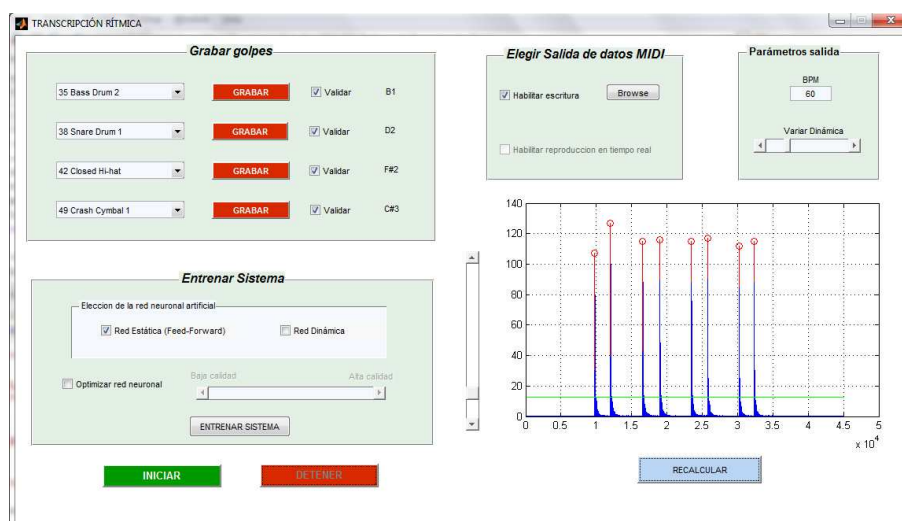 TRANSCRIPCIÓN RÍTMICA
Grabar golpes
35 Bass Drum 2 GRABAR Validar B1
38 Snare Drum 1 GRABAR Validar D2
42 Closed Hi-hat GRABAR Validar F#2
49 Crash Cymbal 1 GRABAR Validar C#3
Elegir Salida de datos MIDI
Habilitar escritura Browse
Habilitar reproduccion en tiempo real
Parámetros salida
BPM
60
Variar Dinámica
Entrenar Sistema
Eleccion de la red neuronal artificial
Red Estática (Feed-Forward) Red Dinámica
Optimizar red neuronal
Baja calidad Alta calidad
ENTRENAR SISTEMA
INICIAR DETENER
140
120
100
80
60
40
20
0
0 0.5 1 1.5 2 2.5 3 3.5 4 4.5 5
x 10^4
RECALCULAR